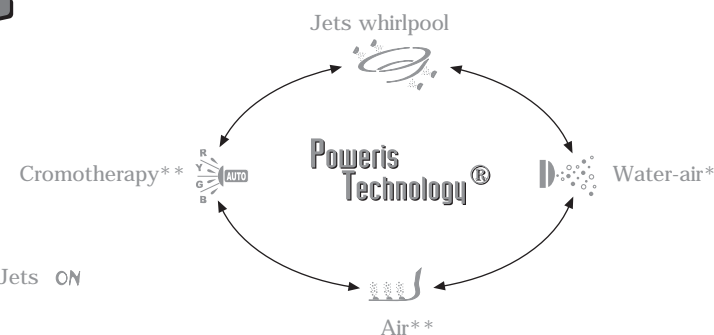 Jets whirlpool
Cromotherapy**
R
Y
G
B
AUTO
Poweris
Technology®
Water-air*
Jets ON
Air**